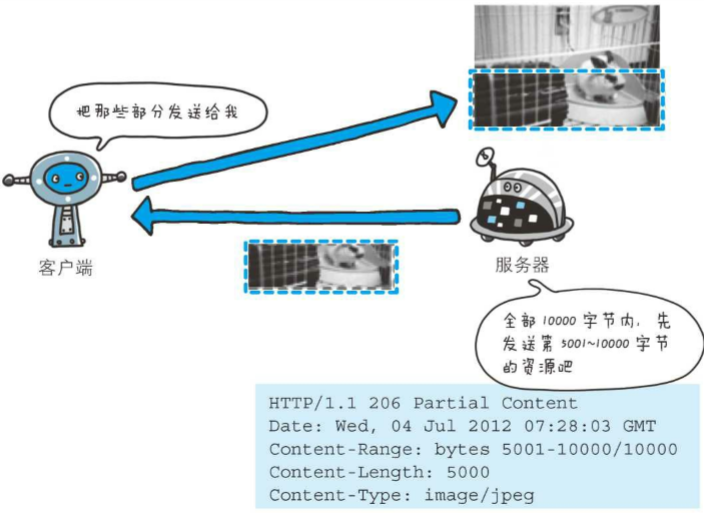 把那些部分发送给我
客户端
服务器
全部 10000 字节内，先
发送第 5001~10000 字节
的资源吧
HTTP/1.1 206 Partial Content
Date: Wed, 04 Jul 2012 07:28:03 GMT
Content-Range: bytes 5001-10000/10000
Content-Length: 5000
Content-Type: image/jpeg